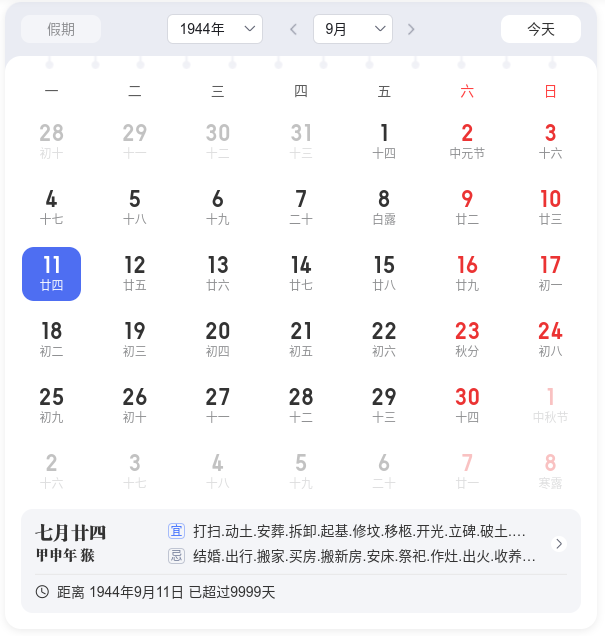 假期 1944年 9月 今天
一 二 三 四 五 六 日
28 29 30 31 1 2 3
初十 十一 十二 十三 十四 中元节 十六
4 5 6 7 8 9 10
十七 十八 十九 二十 白露 廿二 廿三
11 12 13 14 15 16 17
廿四 廿五 廿六 廿七 廿八 廿九 初一
18 19 20 21 22 23 24
初二 初三 初四 初五 初六 秋分 初八
25 26 27 28 29 30 1
初九 初十 十一 十二 十三 十四 中秋节
2 3 4 5 6 7 8
十六 十七 十八 十九 二十 廿一 寒露
七月廿四
甲申年 猴
宜 打扫.动土.安葬.拆卸.起基.修坟.移柩.开光.立碑.破土....
忌 结婚.出行.搬家.买房.搬新房.安床.祭祀.作灶.出火.收养...
距离 1944年9月11日 已超过9999天